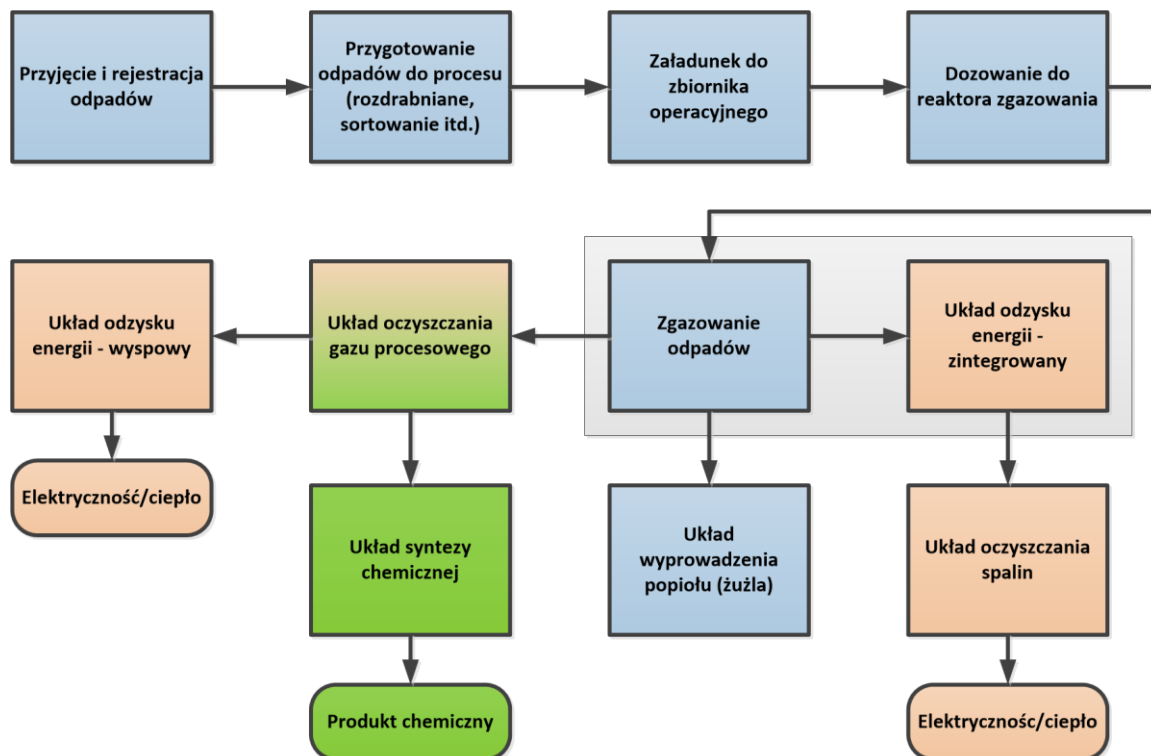 Przyjęcie i rejestracja
odpadów
Przygotowanie
odpadów do procesu
(rozdrabniane,
sortowanie itd.)
Załadunek do
zbiornika
operacyjnego
Dozowanie do
reaktora zgazowania
Układ odzysku
energii - wyspowy
Układ oczyszczania
gazu procesowego
Zgazowanie
odpadów
Układ odzysku
energii -
zintegrowany
Elektryczność/ciepło
Układ syntezy
chemicznej
Układ
wyprowadzenia
popiołu (żużla)
Układ oczyszczania
spalin
Produkt chemiczny
Elektrycznośc/ciepło